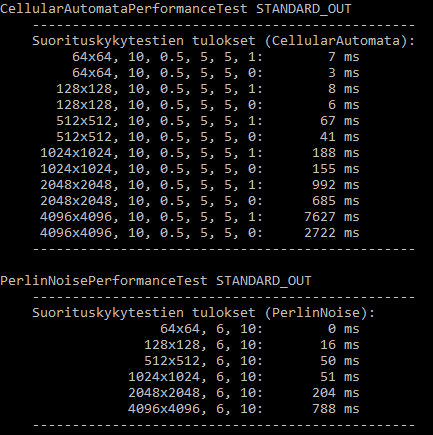 CellularAutomataPerformanceTest STANDARD_OUT
------------------------------------------------
Suorituskykytestien tulokset (CellularAutomata):
64x64, 10, 0.5, 5, 5, 1: 7 ms
64x64, 10, 0.5, 5, 5, 0: 3 ms
128x128, 10, 0.5, 5, 5, 1: 8 ms
128x128, 10, 0.5, 5, 5, 0: 6 ms
512x512, 10, 0.5, 5, 5, 1: 67 ms
512x512, 10, 0.5, 5, 5, 0: 41 ms
1024x1024, 10, 0.5, 5, 5, 1: 188 ms
1024x1024, 10, 0.5, 5, 5, 0: 155 ms
2048x2048, 10, 0.5, 5, 5, 1: 992 ms
2048x2048, 10, 0.5, 5, 5, 0: 685 ms
4096x4096, 10, 0.5, 5, 5, 1: 7627 ms
4096x4096, 10, 0.5, 5, 5, 0: 2722 ms
------------------------------------------------
PerlinNoisePerformanceTest STANDARD_OUT
------------------------------------------------
Suorituskykytestien tulokset (PerlinNoise):
64x64, 6, 10: 0 ms
128x128, 6, 10: 16 ms
512x512, 6, 10: 50 ms
1024x1024, 6, 10: 51 ms
2048x2048, 6, 10: 204 ms
4096x4096, 6, 10: 788 ms
------------------------------------------------